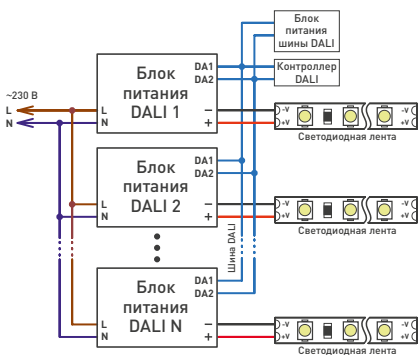 Блок
питания
шины DALI
Контроллер
DALI
~230 В
L
N
Блок
питания
DALI 1
DA1
DA2
L
N
–
+
-V
+V
-V
+V
Светодиодная лента
Блок
питания
DALI 2
DA1
DA2
L
N
–
+
-V
+V
-V
+V
Светодиодная лента
Шина DALI
Блок
питания
DALI N
DA1
DA2
L
N
–
+
-V
+V
-V
+V
Светодиодная лента